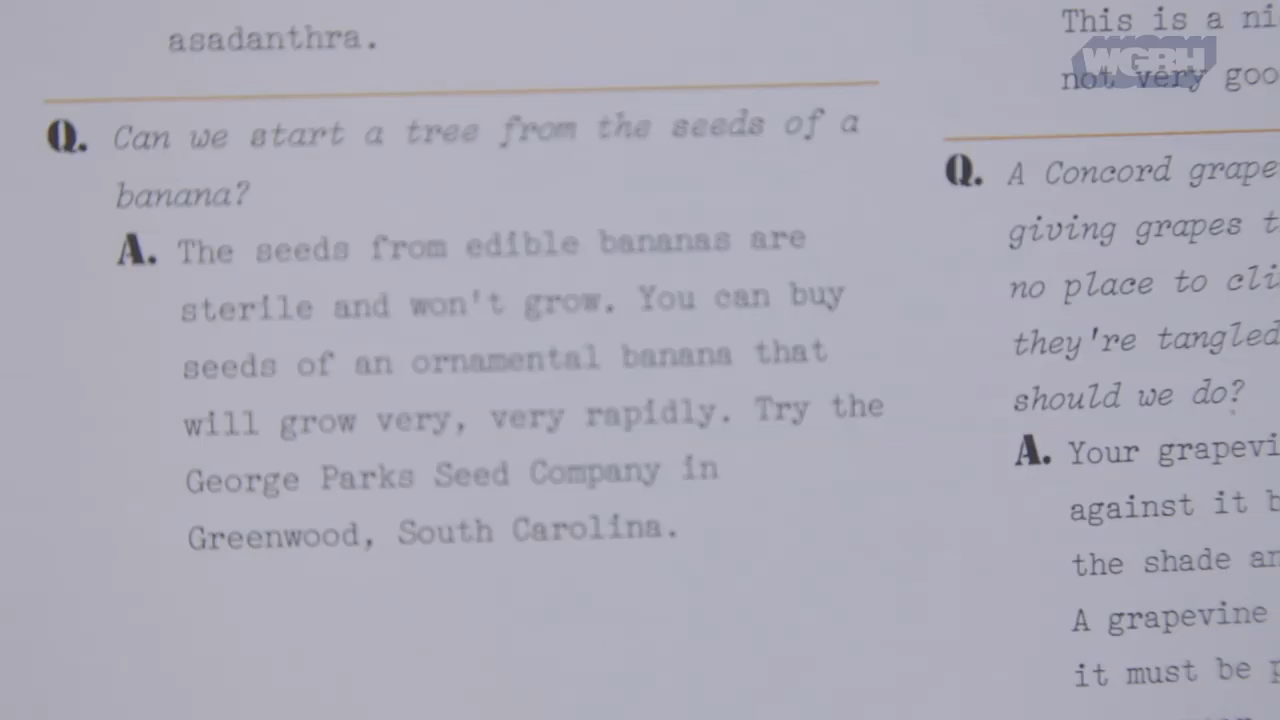 asadanthra.
Q. Can we start a tree from the seeds of a
banana?
A. The seeds from edible bananas are
sterile and won't grow. You can buy
seeds of an ornamental banana that
will grow very, very rapidly. Try the
George Parks Seed Company in
Greenwood, South Carolina.
This is a ni
WGBH
not very goo
Q. A Concord grape
giving grapes t
no place to cli
they're tangled
should we do?
A. Your grapevi
against it b
the shade an
A grapevine
it must be p